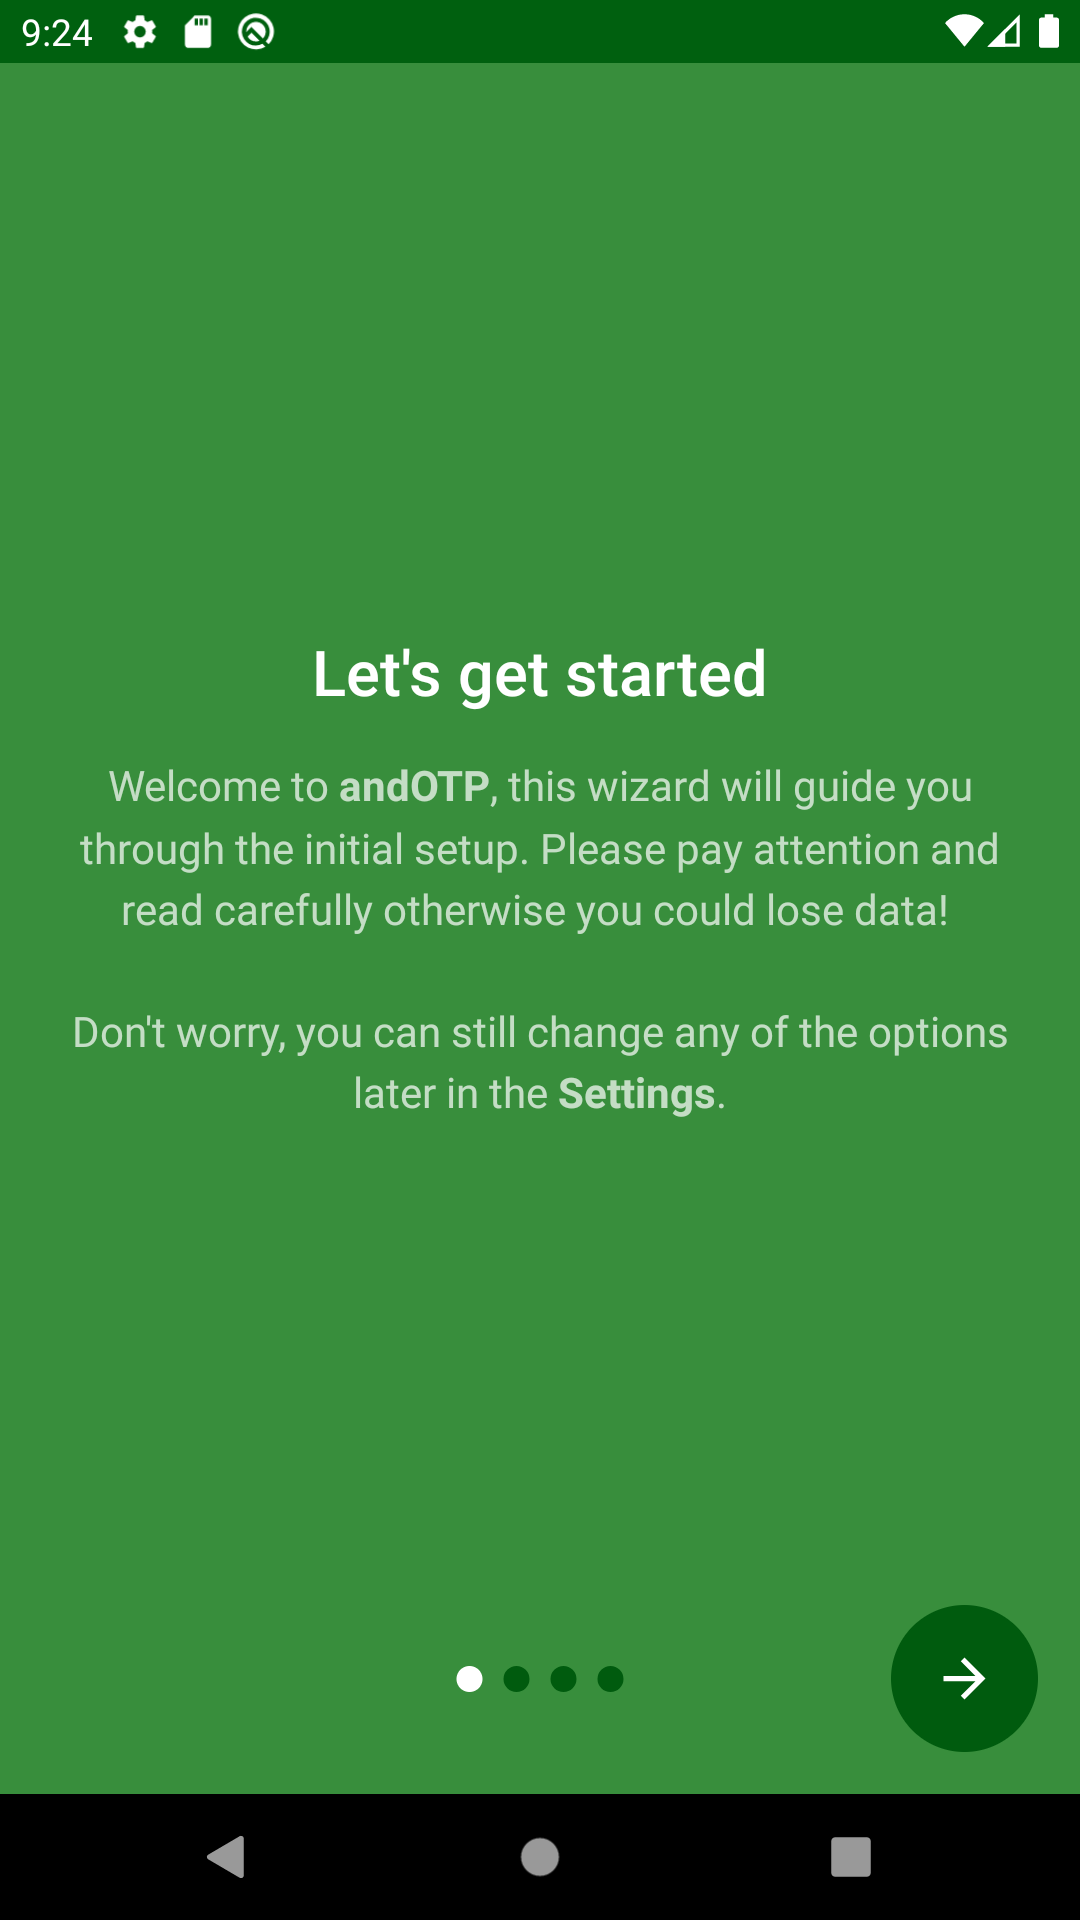 9:24
Let's get started
Welcome to andOTP, this wizard will guide you
through the initial setup. Please pay attention and
read carefully otherwise you could lose data!
Don't worry, you can still change any of the options
later in the Settings.